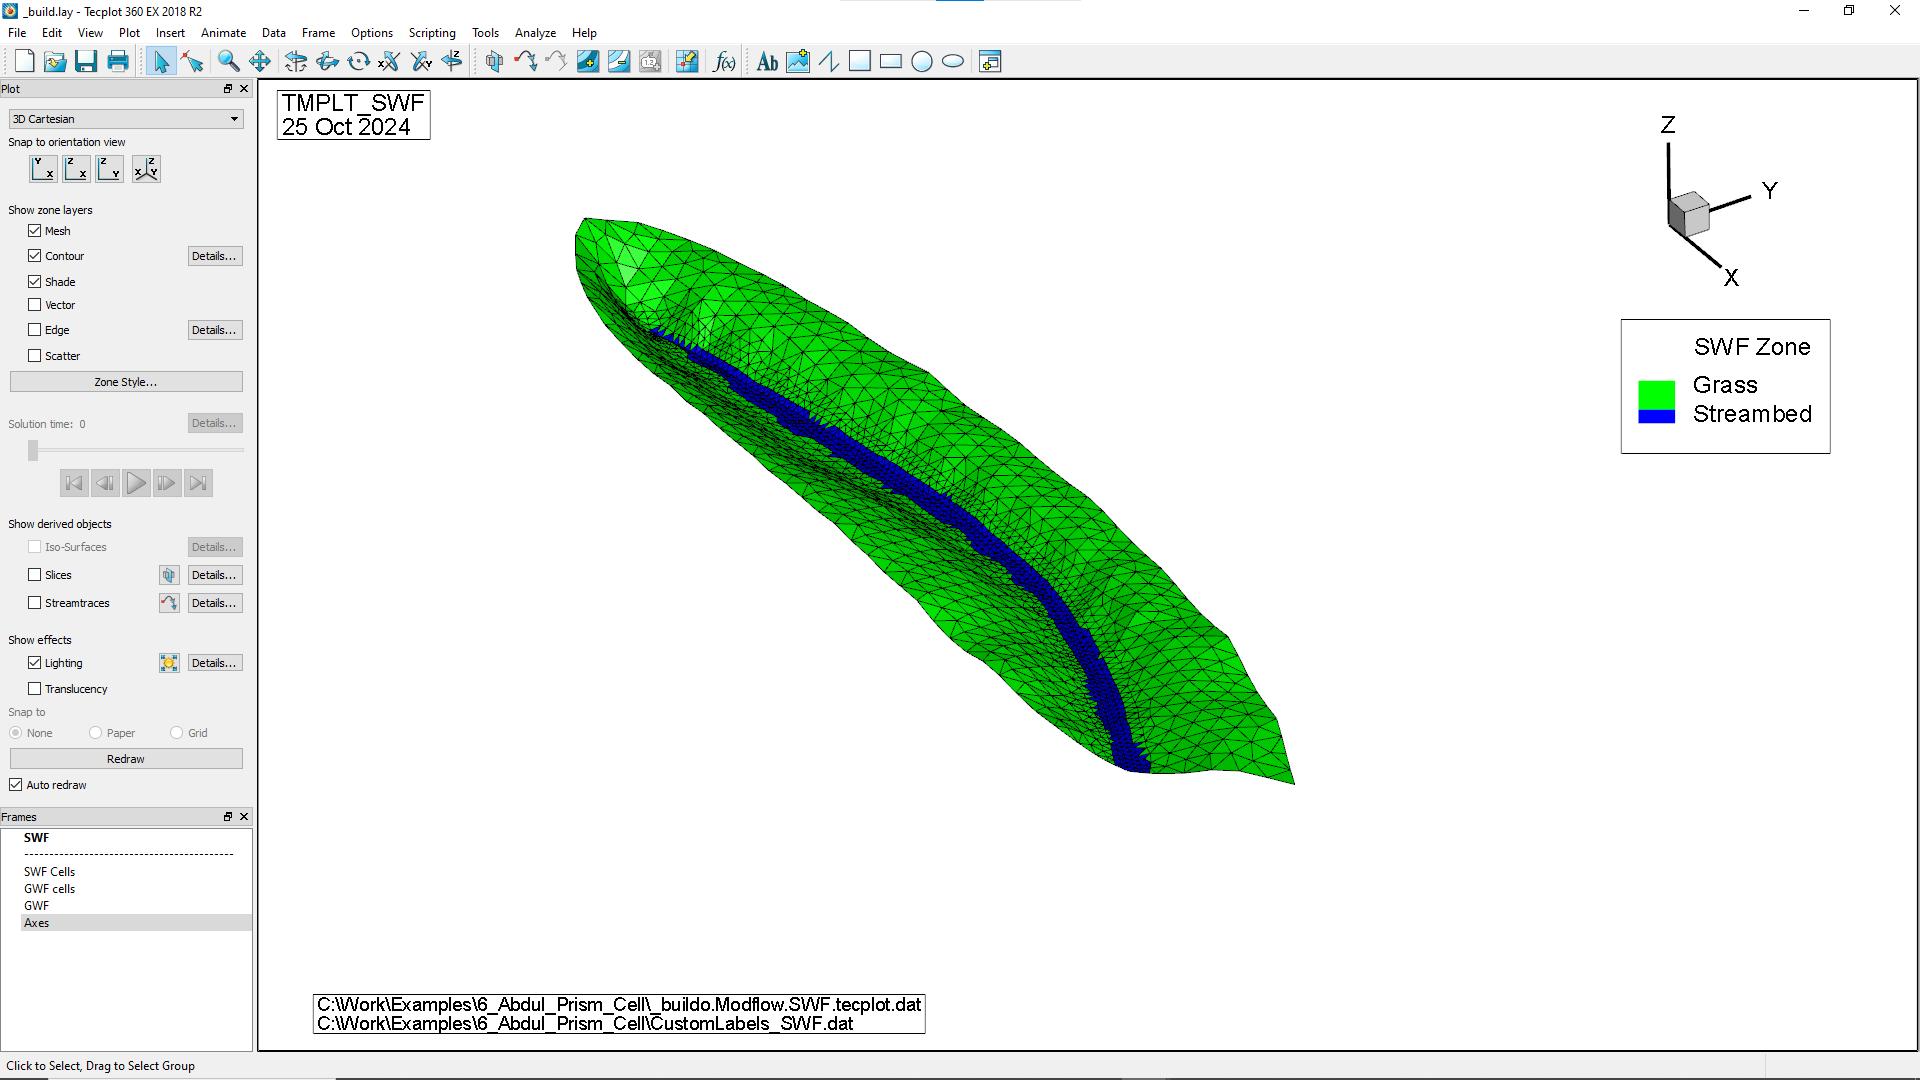 _build.lay - Tecplot 360 EX 2018 R2
File Edit View Plot Insert Animate Data Frame Options Scripting Tools Analyze Help
Ab
f(x)
Plot
3D Cartesian
Snap to orientation view
Y X Z X Z Y Z X Y
Show zone layers
Mesh
Contour Details...
Shade
Vector
Edge Details...
Scatter
Zone Style...
Solution time: 0 Details...
Show derived objects
Iso-Surfaces Details...
Slices Details...
Streamtraces Details...
Show effects
Lighting Details...
Translucency
Snap to
None Paper Grid
Redraw
Auto redraw
Frames
SWF
SWF Cells
GWF cells
GWF
Axes
TMPLT_SWF
25 Oct 2024
Z
Y
X
SWF Zone
Grass
Streambed
C:\Work\Examples\6_Abdul_Prism_Cell\_buildo.Modflow.SWF.tecplot.dat
C:\Work\Examples\6_Abdul_Prism_Cell\CustomLabels_SWF.dat
Click to Select, Drag to Select Group